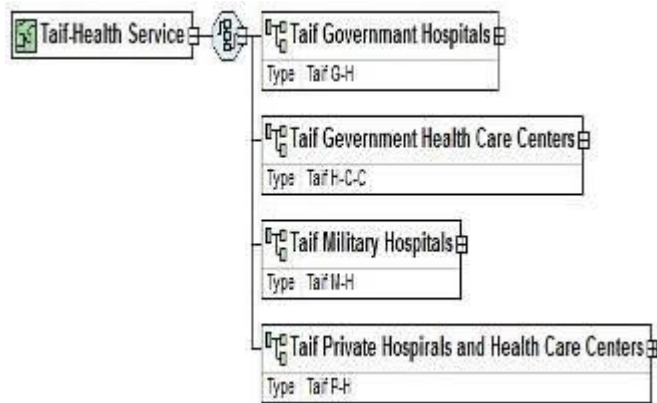 Taif-Health Service
Taif Governmant Hospitals
Type Taif G-H
Taif Gevernment Health Care Centers
Type Taif H-C-C
Taif Military Hospitals
Type Taif M-H
Taif Private Hospirals and Health Care Centers
Type Taif P-H